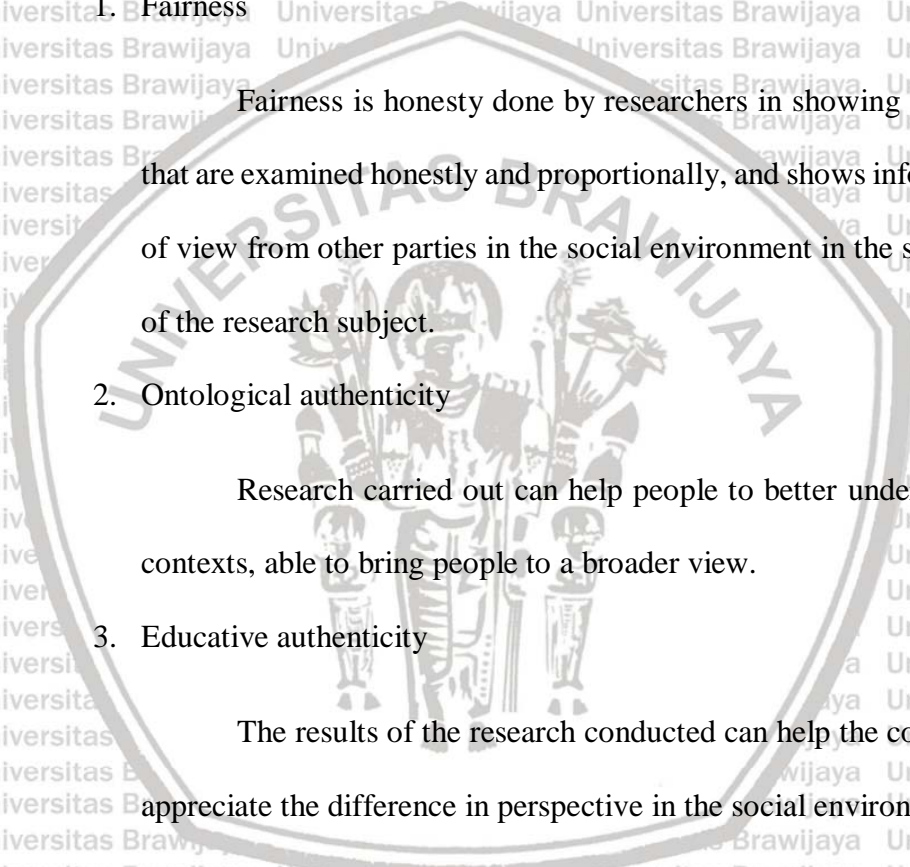 1. Fairness
Fairness is honesty done by researchers in showing
that are examined honestly and proportionally, and shows inf
of view from other parties in the social environment in the s
of the research subject.
2. Ontological authenticity
Research carried out can help people to better unde
contexts, able to bring people to a broader view.
3. Educative authenticity
The results of the research conducted can help the co
appreciate the difference in perspective in the social environ
UNIVERSITAS BRAWIJAYA